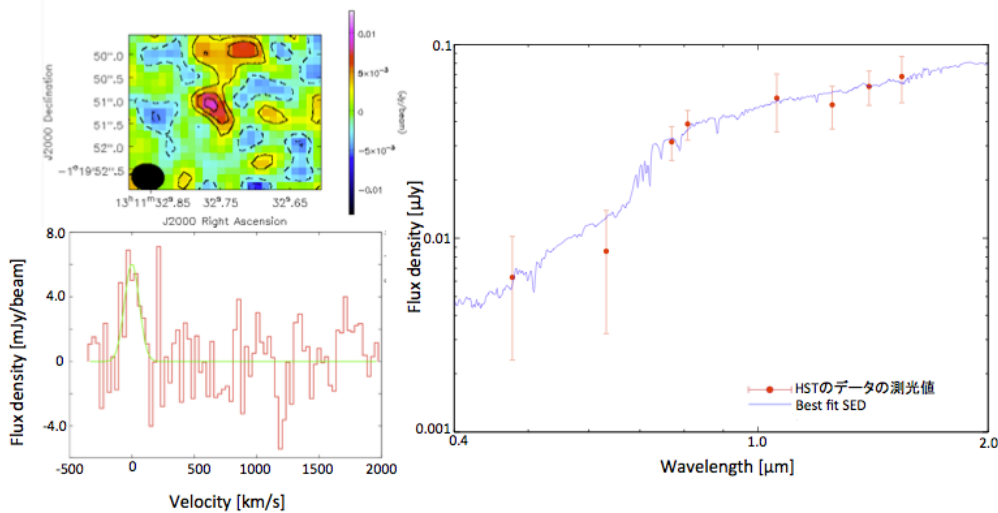 0.01
5×10⁻³
0
−5×10⁻³
−0.01
(Jy/beam)
J2000 Declination
50".0
50".5
51".0
51".5
−1°19'52".5
13ʰ11ᵐ32ˢ.85
32ˢ.75
32ˢ.65
J2000 Right Ascension
Flux density [mJy/beam]
8.0
4.0
0
-4.0
-500
0
500
1000
1500
2000
Velocity [km/s]
Flux density [μJy]
0.1
0.01
0.001
HSTのデータの測光値
Best fit SED
0.4
1.0
2.0
Wavelength [μm]